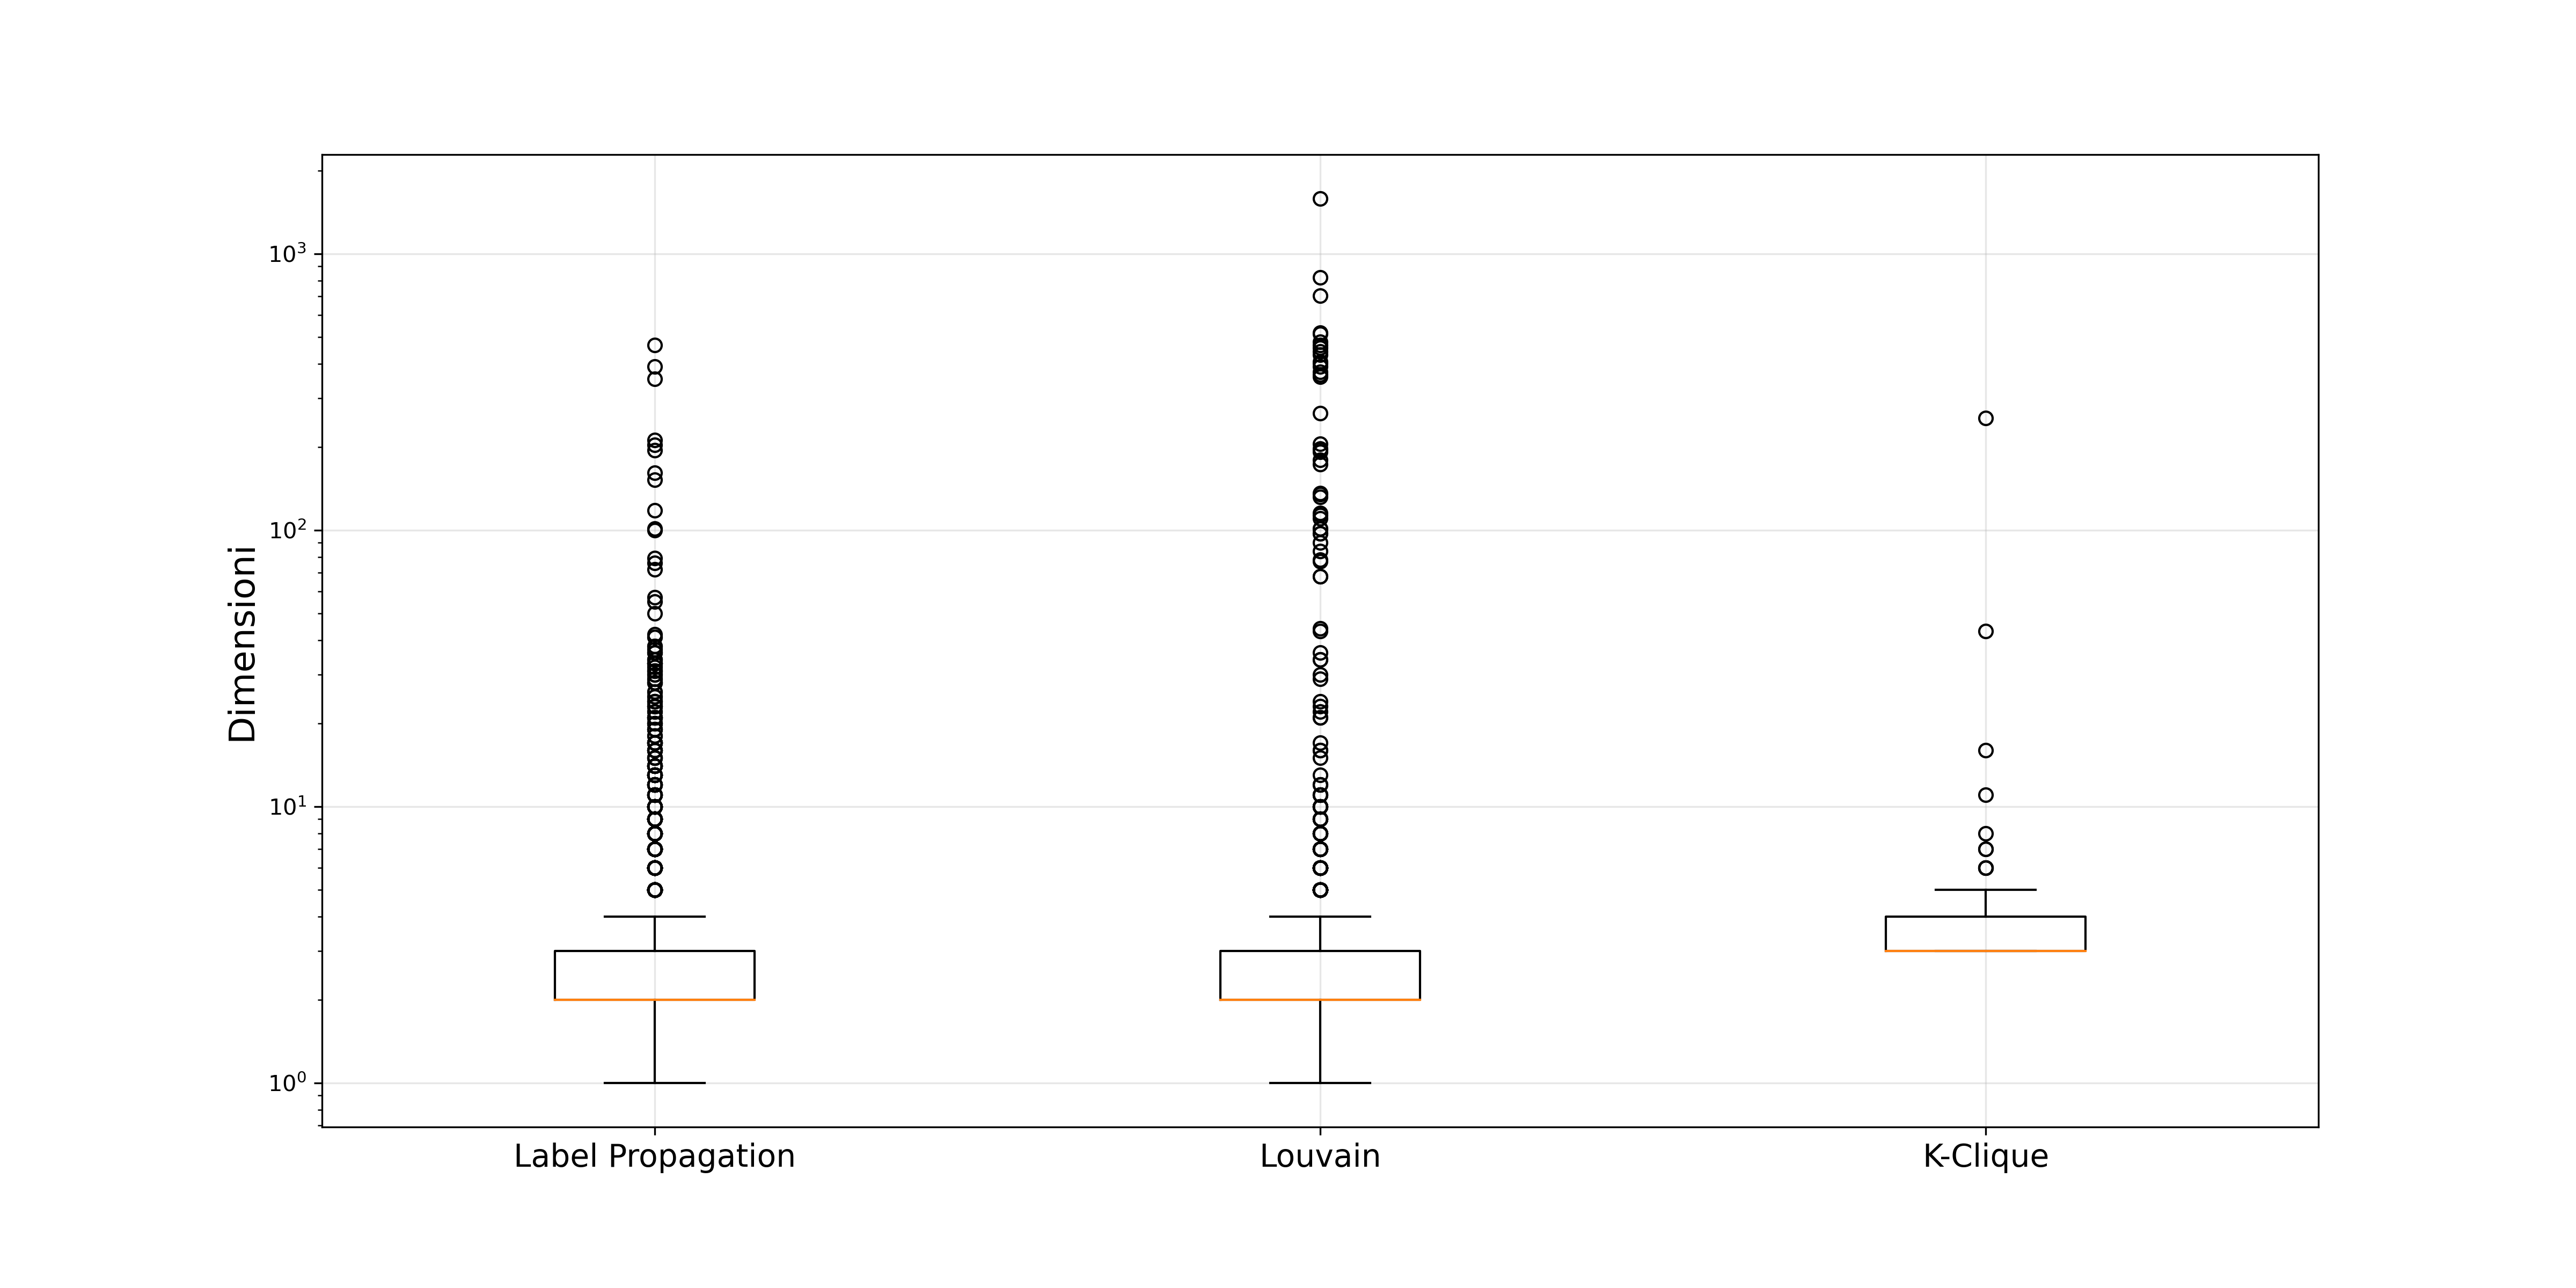 Dimensioni
10³
10²
10¹
10⁰
Label Propagation
Louvain
K-Clique